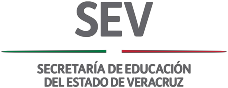 SEV
SECRETARÍA DE EDUCACIÓN
DEL ESTADO DE VERACRUZ